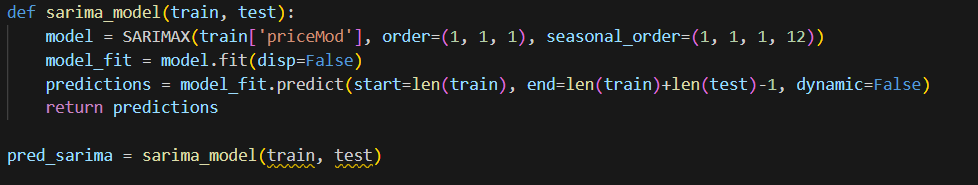 def sarima_model(train, test):
    model = SARIMAX(train['priceMod'], order=(1, 1, 1), seasonal_order=(1, 1, 1, 12))
    model_fit = model.fit(disp=False)
    predictions = model_fit.predict(start=len(train), end=len(train)+len(test)-1, dynamic=False)
    return predictions

pred_sarima = sarima_model(train, test)